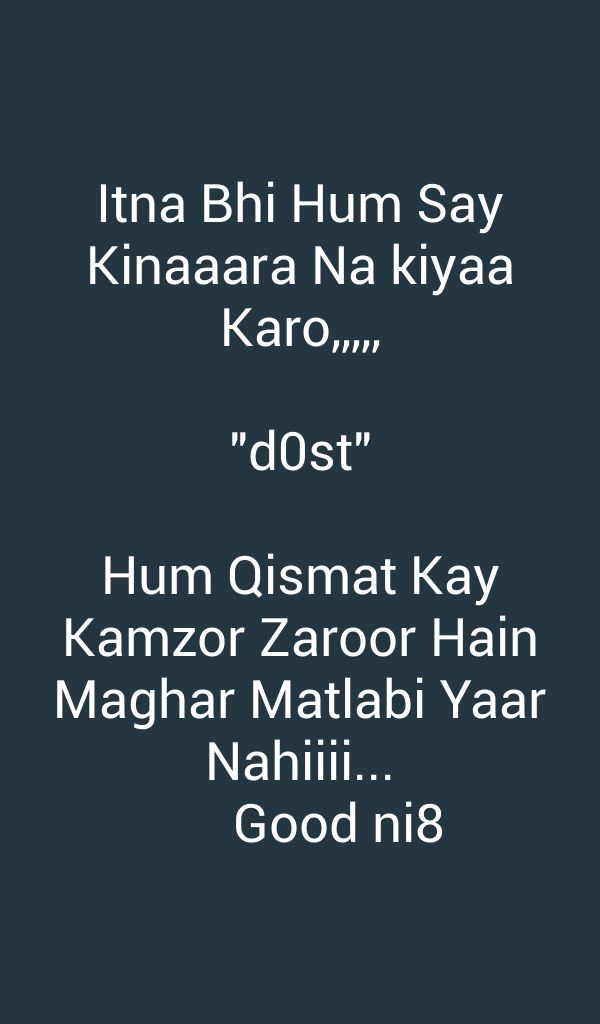 Itna Bhi Hum Say
Kinaaara Na kiyaa
Karo,,,,,
"d0st"
Hum Qismat Kay
Kamzor Zaroor Hain
Maghar Matlabi Yaar
Nahiiii...
Good ni8